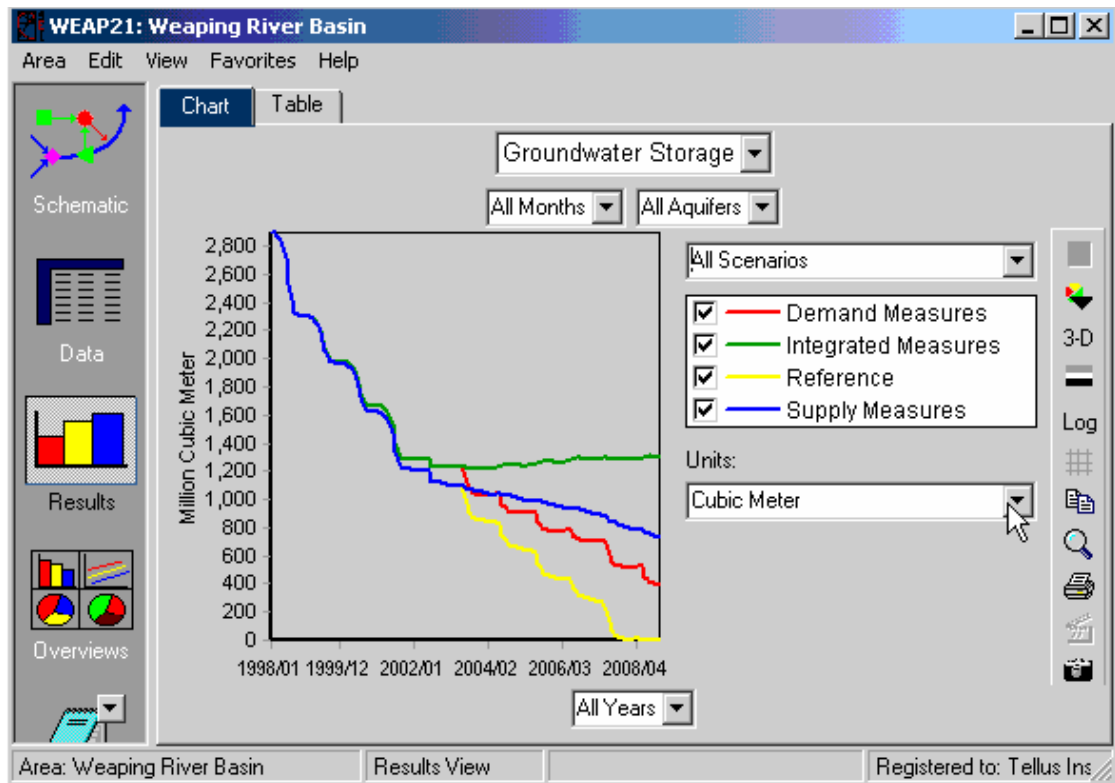 WEAP21: Weaping River Basin
Area Edit View Favorites Help
Chart Table
Groundwater Storage
All Months All Aquifers
Schematic
Data
Results
Overviews
Million Cubic Meter
2,800
2,600
2,400
2,200
2,000
1,800
1,600
1,400
1,200
1,000
800
600
400
200
0
1998/01 1999/12 2002/01 2004/02 2006/03 2008/04
All Years
All Scenarios
Demand Measures
Integrated Measures
Reference
Supply Measures
Units:
Cubic Meter
3-D
Log
Area: Weaping River Basin Results View Registered to: Tellus Ins